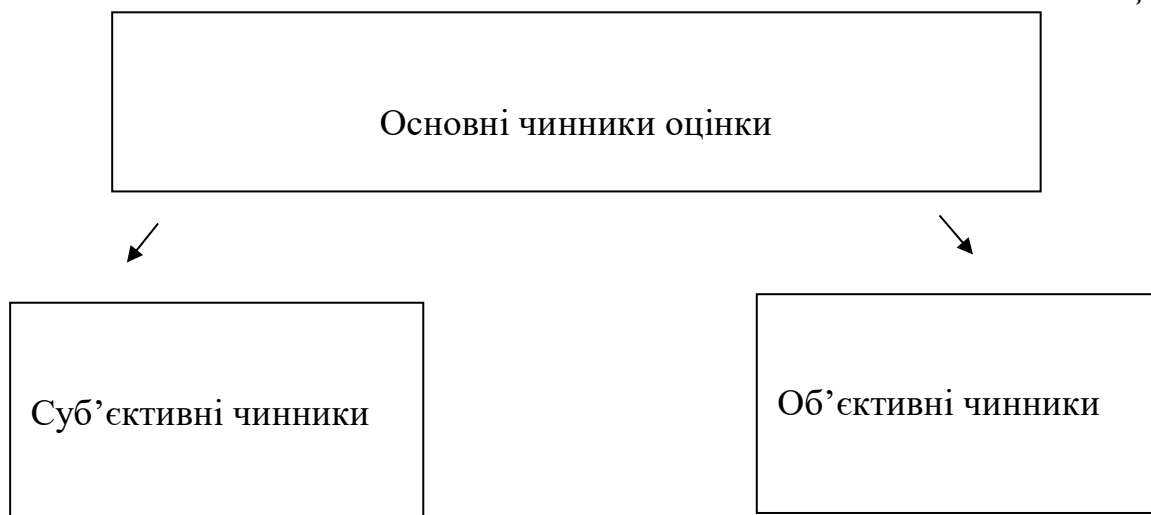 Основні чинники оцінки
Суб’єктивні чинники
Об’єктивні чинники